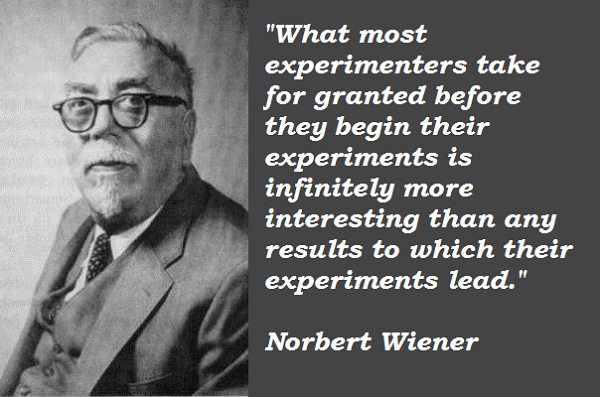 "What most
experimenters take
for granted before
they begin their
experiments is
infinitely more
interesting than any
results to which their
experiments lead."
Norbert Wiener